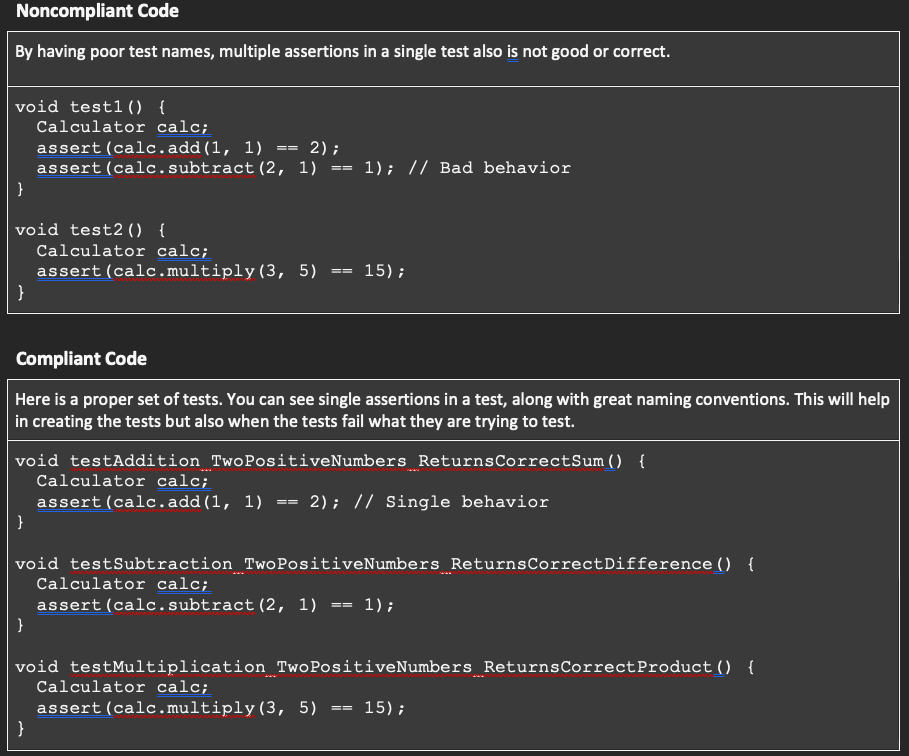 Noncompliant Code
By having poor test names, multiple assertions in a single test also is not good or correct.
void test1() {
  Calculator calc;
  assert(calc.add(1, 1) == 2);
  assert(calc.subtract(2, 1) == 1); // Bad behavior
}
void test2() {
  Calculator calc;
  assert(calc.multiply(3, 5) == 15);
}
Compliant Code
Here is a proper set of tests. You can see single assertions in a test, along with great naming conventions. This will help
in creating the tests but also when the tests fail what they are trying to test.
void testAddition_TwoPositiveNumbers_ReturnsCorrectSum() {
  Calculator calc;
  assert(calc.add(1, 1) == 2); // Single behavior
}
void testSubtraction_TwoPositiveNumbers_ReturnsCorrectDifference() {
  Calculator calc;
  assert(calc.subtract(2, 1) == 1);
}
void testMultiplication_TwoPositiveNumbers_ReturnsCorrectProduct() {
  Calculator calc;
  assert(calc.multiply(3, 5) == 15);
}